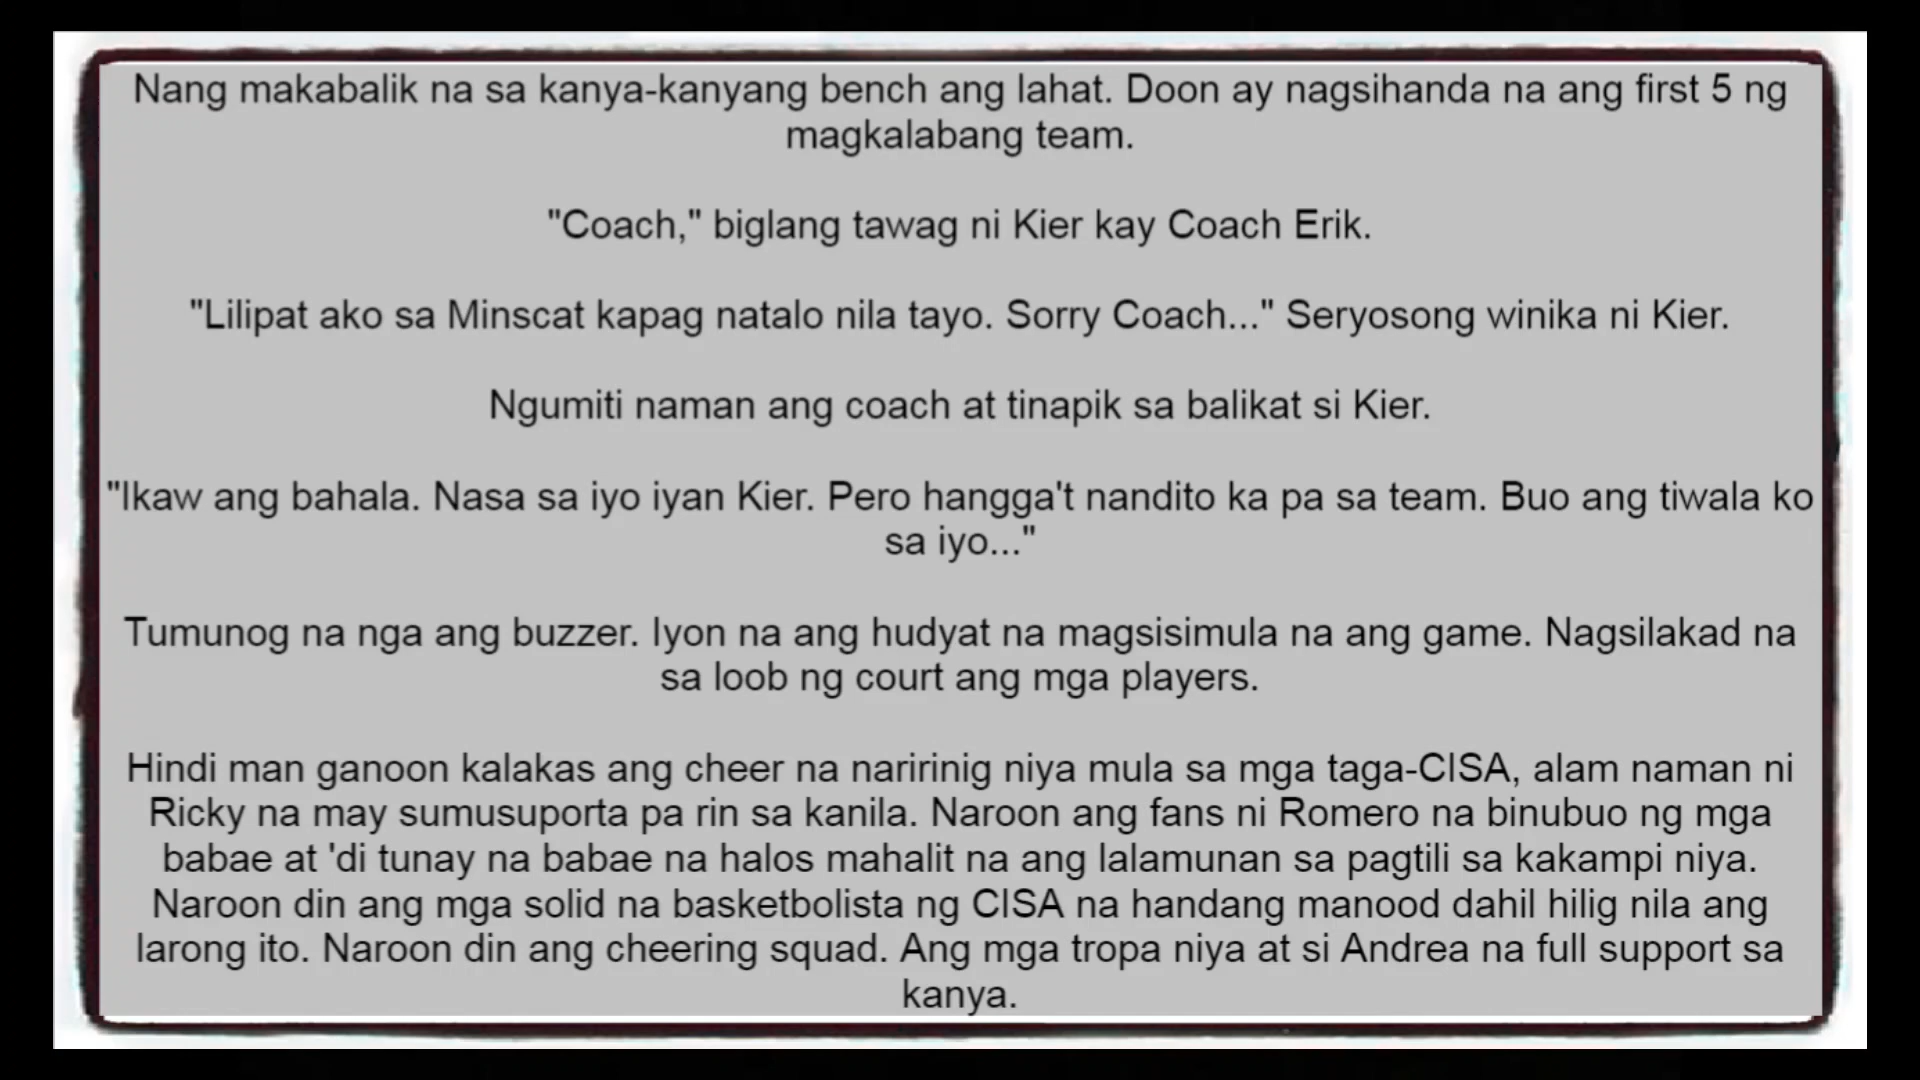 Nang makabalik na sa kanya-kanyang bench ang lahat. Doon ay nagsihanda na ang first 5 ng
magkalabang team.
"Coach," biglang tawag ni Kier kay Coach Erik.
"Lilipat ako sa Minscat kapag natalo nila tayo. Sorry Coach..." Seryosong winika ni Kier.
Ngumiti naman ang coach at tinapik sa balikat si Kier.
"Ikaw ang bahala. Nasa sa iyo iyan Kier. Pero hangga't nandito ka pa sa team. Buo ang tiwala ko
sa iyo..."
Tumunog na nga ang buzzer. Iyon na ang hudyat na magsisimula na ang game. Nagsilakad na
sa loob ng court ang mga players.
Hindi man ganoon kalakas ang cheer na naririnig niya mula sa mga taga-CISA, alam naman ni
Ricky na may sumusuporta pa rin sa kanila. Naroon ang fans ni Romero na binubuo ng mga
babae at 'di tunay na babae na halos mahalit na ang lalamunan sa pagtili sa kakampi niya.
Naroon din ang mga solid na basketbolista ng CISA na handang manood dahil hilig nila ang
larong ito. Naroon din ang cheering squad. Ang mga tropa niya at si Andrea na full support sa
kanya.